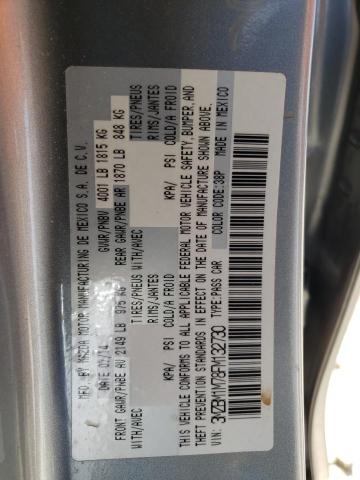 MFD BY MAZDA MOTOR MANUFACTURING DE MEXICO S.A. DE C.V.
DATE GVWR/PNBV 4001 LB 1815 KG
FRONT GAWR/PNBE AV 2149 LB 975 KG REAR GAWR/PNBE AR 1870 LB 848 KG
WITH/AVEC TIRES/PNEUS WITH/AVEC TIRES/PNEUS
RIMS/JANTES RIMS/JANTES
KPA/ PSI COLD/A FROID KPA/ PSI COLD/A FROID
THIS VEHICLE CONFORMS TO ALL APPLICABLE FEDERAL MOTOR VEHICLE SAFETY,BUMPER,AND
THEFT PREVENTION STANDARDS IN EFFECT ON THE DATE OF MANUFACTURE SHOWN ABOVE.
VIN: TYPE:PASS CAR COLOR CODE:38P MADE IN MEXICO